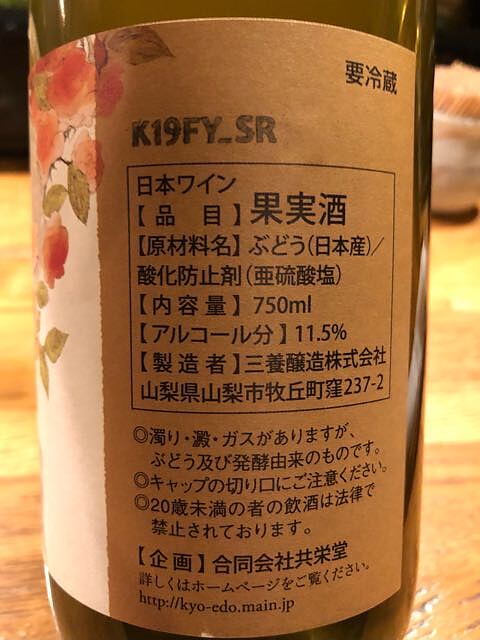 要冷蔵
K19FY_SR
日本ワイン
【品 目】果実酒
【原材料名】ぶどう(日本産)／
酸化防止剤(亜硫酸塩)
【内容量】750ml
【アルコール分】11.5%
【製造者】三養醸造株式会社
山梨県山梨市牧丘町窪237-2
◎濁り・澱・ガスがありますが、
ぶどう及び発酵由来のものです。
◎キャップの切り口にご注意ください。
◎20歳未満の者の飲酒は法律で
禁止されております。
【企画】合同会社共栄堂
詳しくはホームページをご覧ください。
http://kyo-edo.main.jp